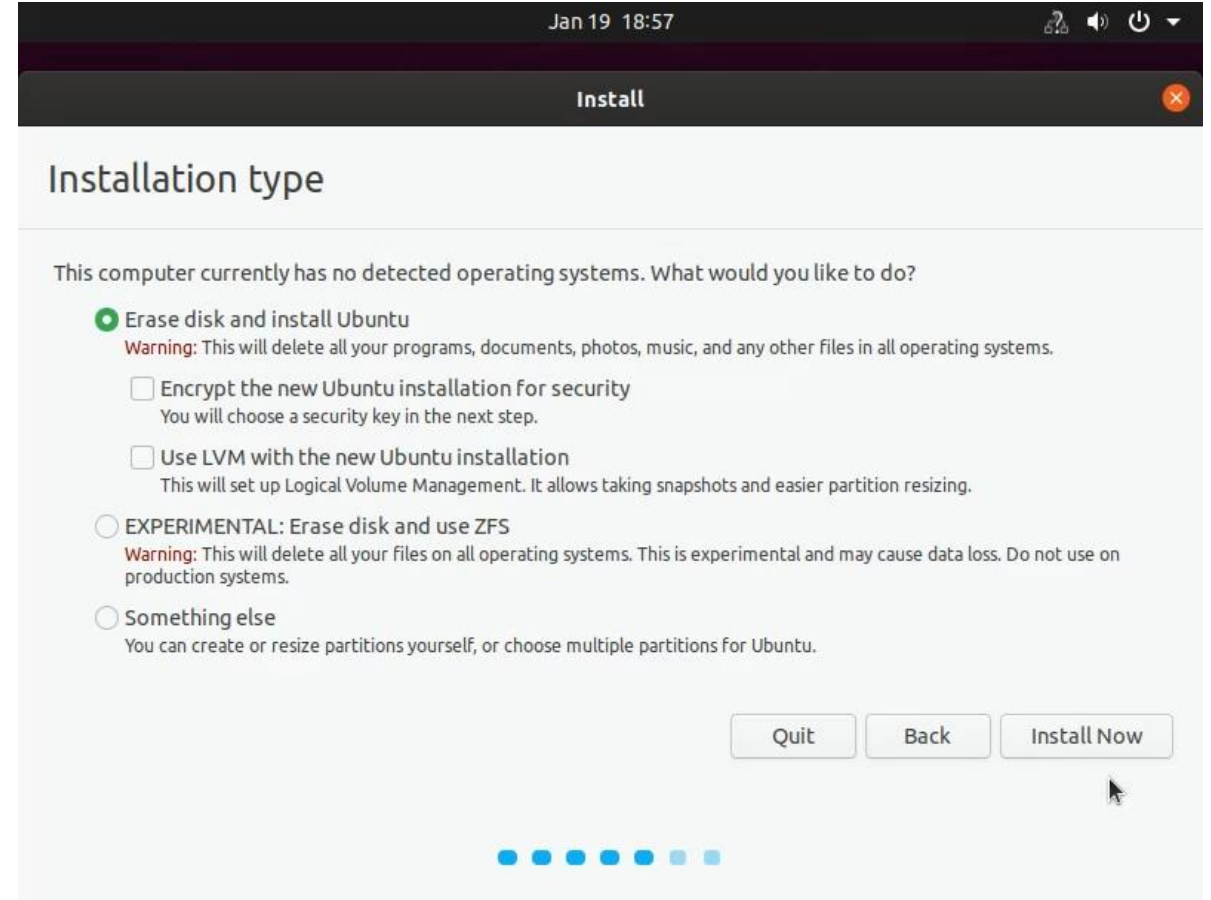 Jan 19 18:57
Install
Installation type
This computer currently has no detected operating systems. What would you like to do?
Erase disk and install Ubuntu
Warning: This will delete all your programs, documents, photos, music, and any other files in all operating systems.
Encrypt the new Ubuntu installation for security
You will choose a security key in the next step.
Use LVM with the new Ubuntu installation
This will set up Logical Volume Management. It allows taking snapshots and easier partition resizing.
EXPERIMENTAL: Erase disk and use ZFS
Warning: This will delete all your files on all operating systems. This is experimental and may cause data loss. Do not use on
production systems.
Something else
You can create or resize partitions yourself, or choose multiple partitions for Ubuntu.
Quit Back Install Now